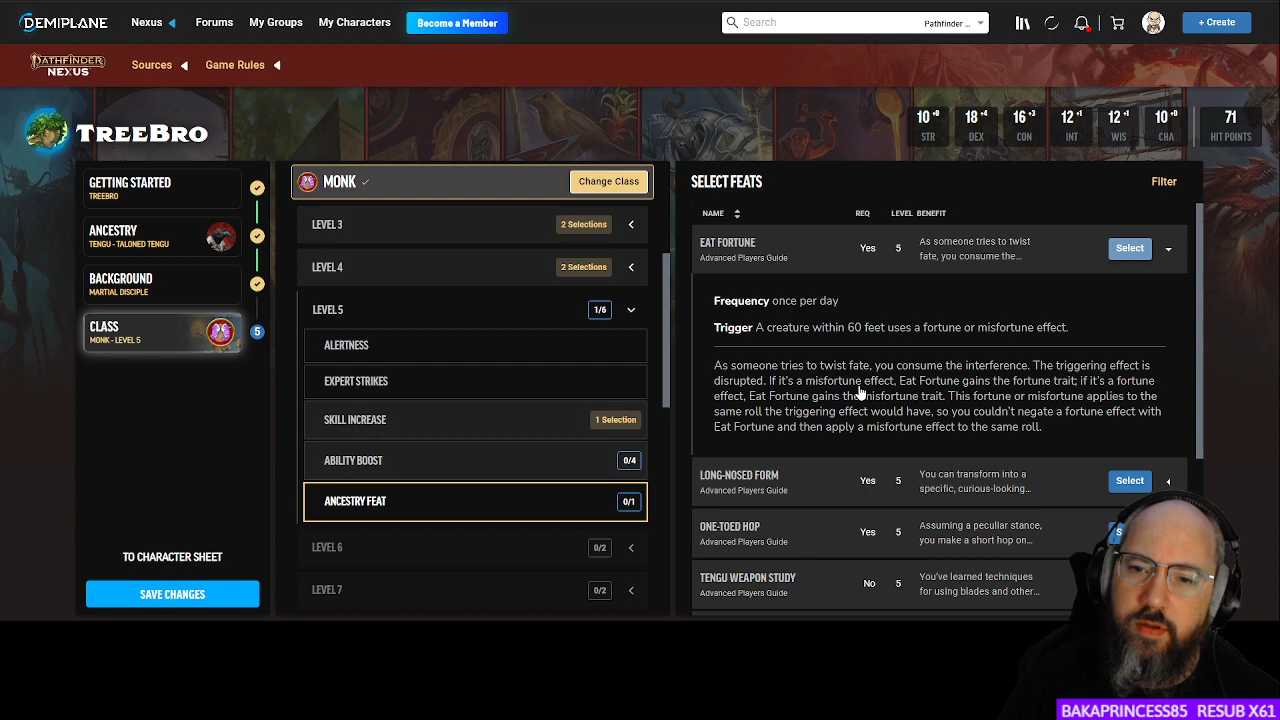 DEMIPLANE
Nexus
Forums
My Groups
My Characters
Become a Member
Search
Pathfinder ...
+ Create
PATHFINDER
NEXUS
Sources
Game Rules
TREEBRO
10 +0
STR
18 +4
DEX
16 +3
CON
12 +1
INT
12 +1
WIS
10 +0
CHA
71
HIT POINTS
GETTING STARTED
TREEBRO
ANCESTRY
TENGU - TALONED TENGU
BACKGROUND
MARTIAL DISCIPLE
CLASS
MONK - LEVEL 5
5
TO CHARACTER SHEET
SAVE CHANGES
MONK
Change Class
LEVEL 3
2 Selections
LEVEL 4
2 Selections
LEVEL 5
1/6
ALERTNESS
EXPERT STRIKES
SKILL INCREASE
1 Selection
ABILITY BOOST
0/4
ANCESTRY FEAT
0/1
LEVEL 6
0/2
LEVEL 7
0/2
SELECT FEATS
Filter
NAME REQ LEVEL BENEFIT
EAT FORTUNE
Advanced Players Guide
Yes
5
As someone tries to twist
fate, you consume the...
Select
Frequency once per day
Trigger A creature within 60 feet uses a fortune or misfortune effect.
As someone tries to twist fate, you consume the interference. The triggering effect is
disrupted. If it's a misfortune effect, Eat Fortune gains the fortune trait; if it's a fortune
effect, Eat Fortune gains the misfortune trait. This fortune or misfortune applies to the
same roll the triggering effect would have, so you couldn't negate a fortune effect with
Eat Fortune and then apply a misfortune effect to the same roll.
LONG-NOSED FORM
Advanced Players Guide
Yes
5
You can transform into a
specific, curious-looking...
Select
ONE-TOED HOP
Advanced Players Guide
Yes
5
Assuming a peculiar stance,
you make a short hop on...
TENGU WEAPON STUDY
Advanced Players Guide
No
5
You've learned techniques
for using blades and other...
BAKAPRINCESS85 RESUB X61